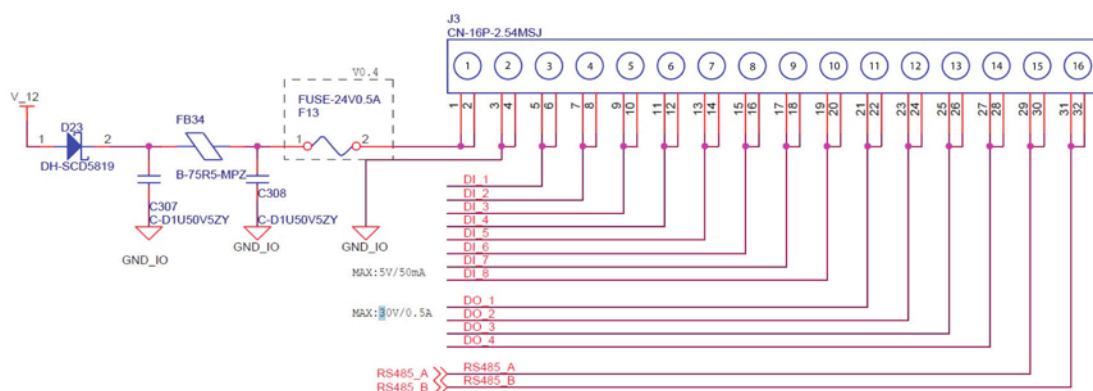 J3
CN-16P-2.54MSJ
1 2 3 4 5 6 7 8 9 10 11 12 13 14 15 16
1 2 3 4 5 6 7 8 9 10 11 12 13 14 15 16 17 18 19 20 21 22 23 24 25 26 27 28 29 30 31 32
V0.4
FUSE-24V0.5A
F13
1 2
V_12
D23
1 2
DH-SCD5819
FB34
B-75R5-MPZ
C307
C-D1U50V5ZY
C308
C-D1U50V5ZY
GND_IO
GND_IO
GND_IO
DI_1
DI_2
DI_3
DI_4
DI_5
DI_6
DI_7
MAX:5V/50mA
DI_8
DO_1
MAX:30V/0.5A
DO_2
DO_3
DO_4
RS485_A RS485_A
RS485_B RS485_B